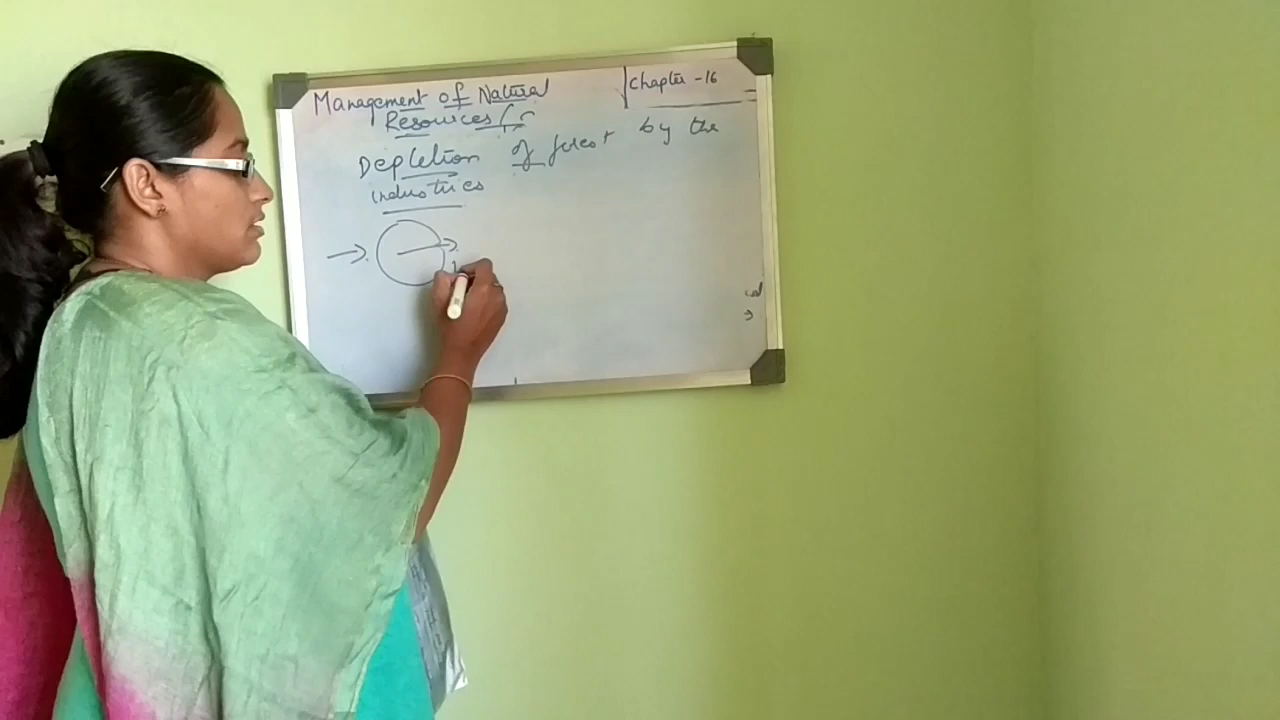 Management of Natural
Resources
Chapter - 16
Depletion of forest by the
industries